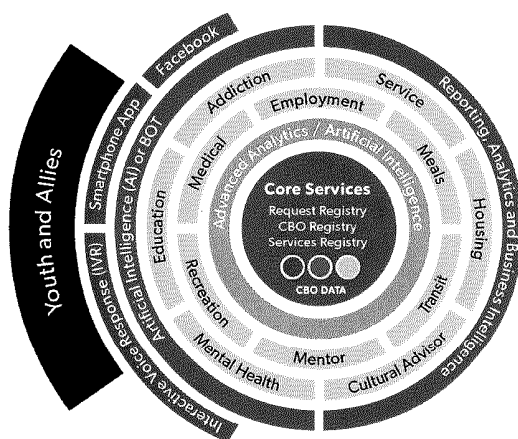 Youth and Allies
Facebook
Smartphone App
Interactive Voice Response (IVR)
Artificial Intelligence (AI) or BOT
Reporting, Analytics and Business Intelligence
Addiction
Service
Housing
Cultural Advisor
Mental Health
Education
Medical
Employment
Meals
Transit
Mentor
Recreation
Advanced Analytics / Artificial Intelligence
Core Services
Request Registry
CBO Registry
Services Registry
CBO DATA